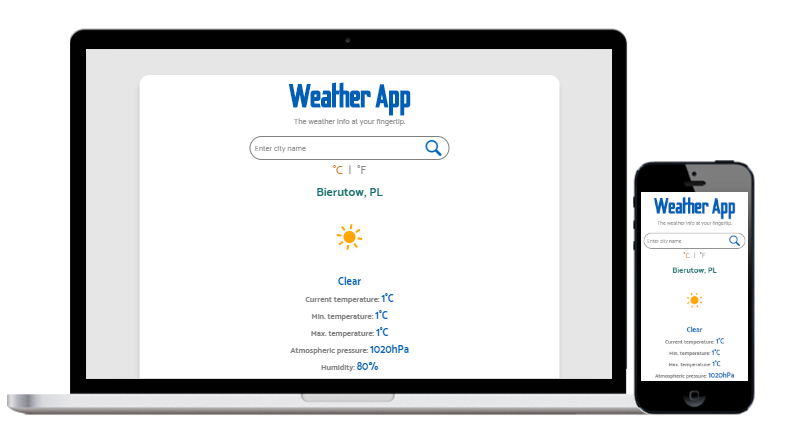 Weather App
The weather info at your fingertip.
Enter city name
°C | °F
Bierutow, PL
Clear
Current temperature: 1°C
Min. temperature: 1°C
Max. temperature: 1°C
Atmospheric pressure: 1020hPa
Humidity: 80%
Weather App
The weather info at your fingertip.
Enter city name
°C | °F
Bierutow, PL
Clear
Current temperature: 1°C
Min. temperature: 1°C
Max. temperature: 1°C
Atmospheric pressure: 1020hPa